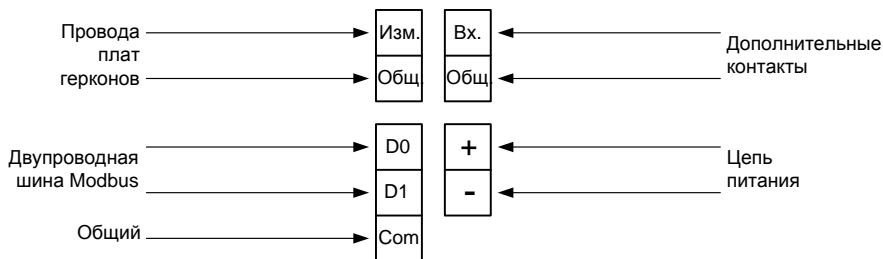 Провода
плат
герконов
Изм.
Общ.
Вх.
Общ.
Дополнительные
контакты
Двупроводная
шина Modbus
Общий
D0
D1
Com
+
-
Цепь
питания